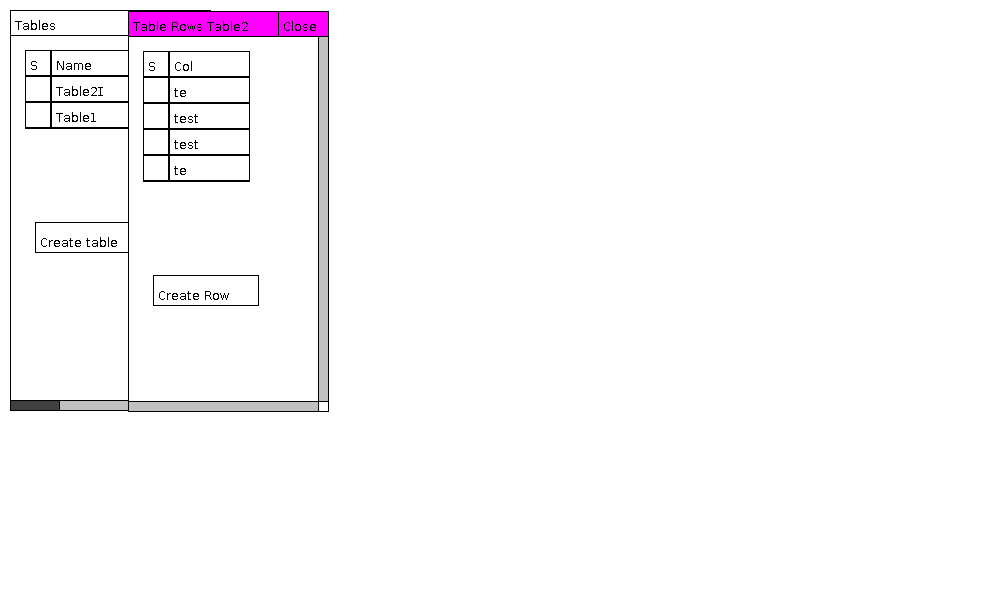 Tables
S Name
Table2I
Table1
Create table
Table Rows Table2 Close
S Col
te
test
test
te
Create Row